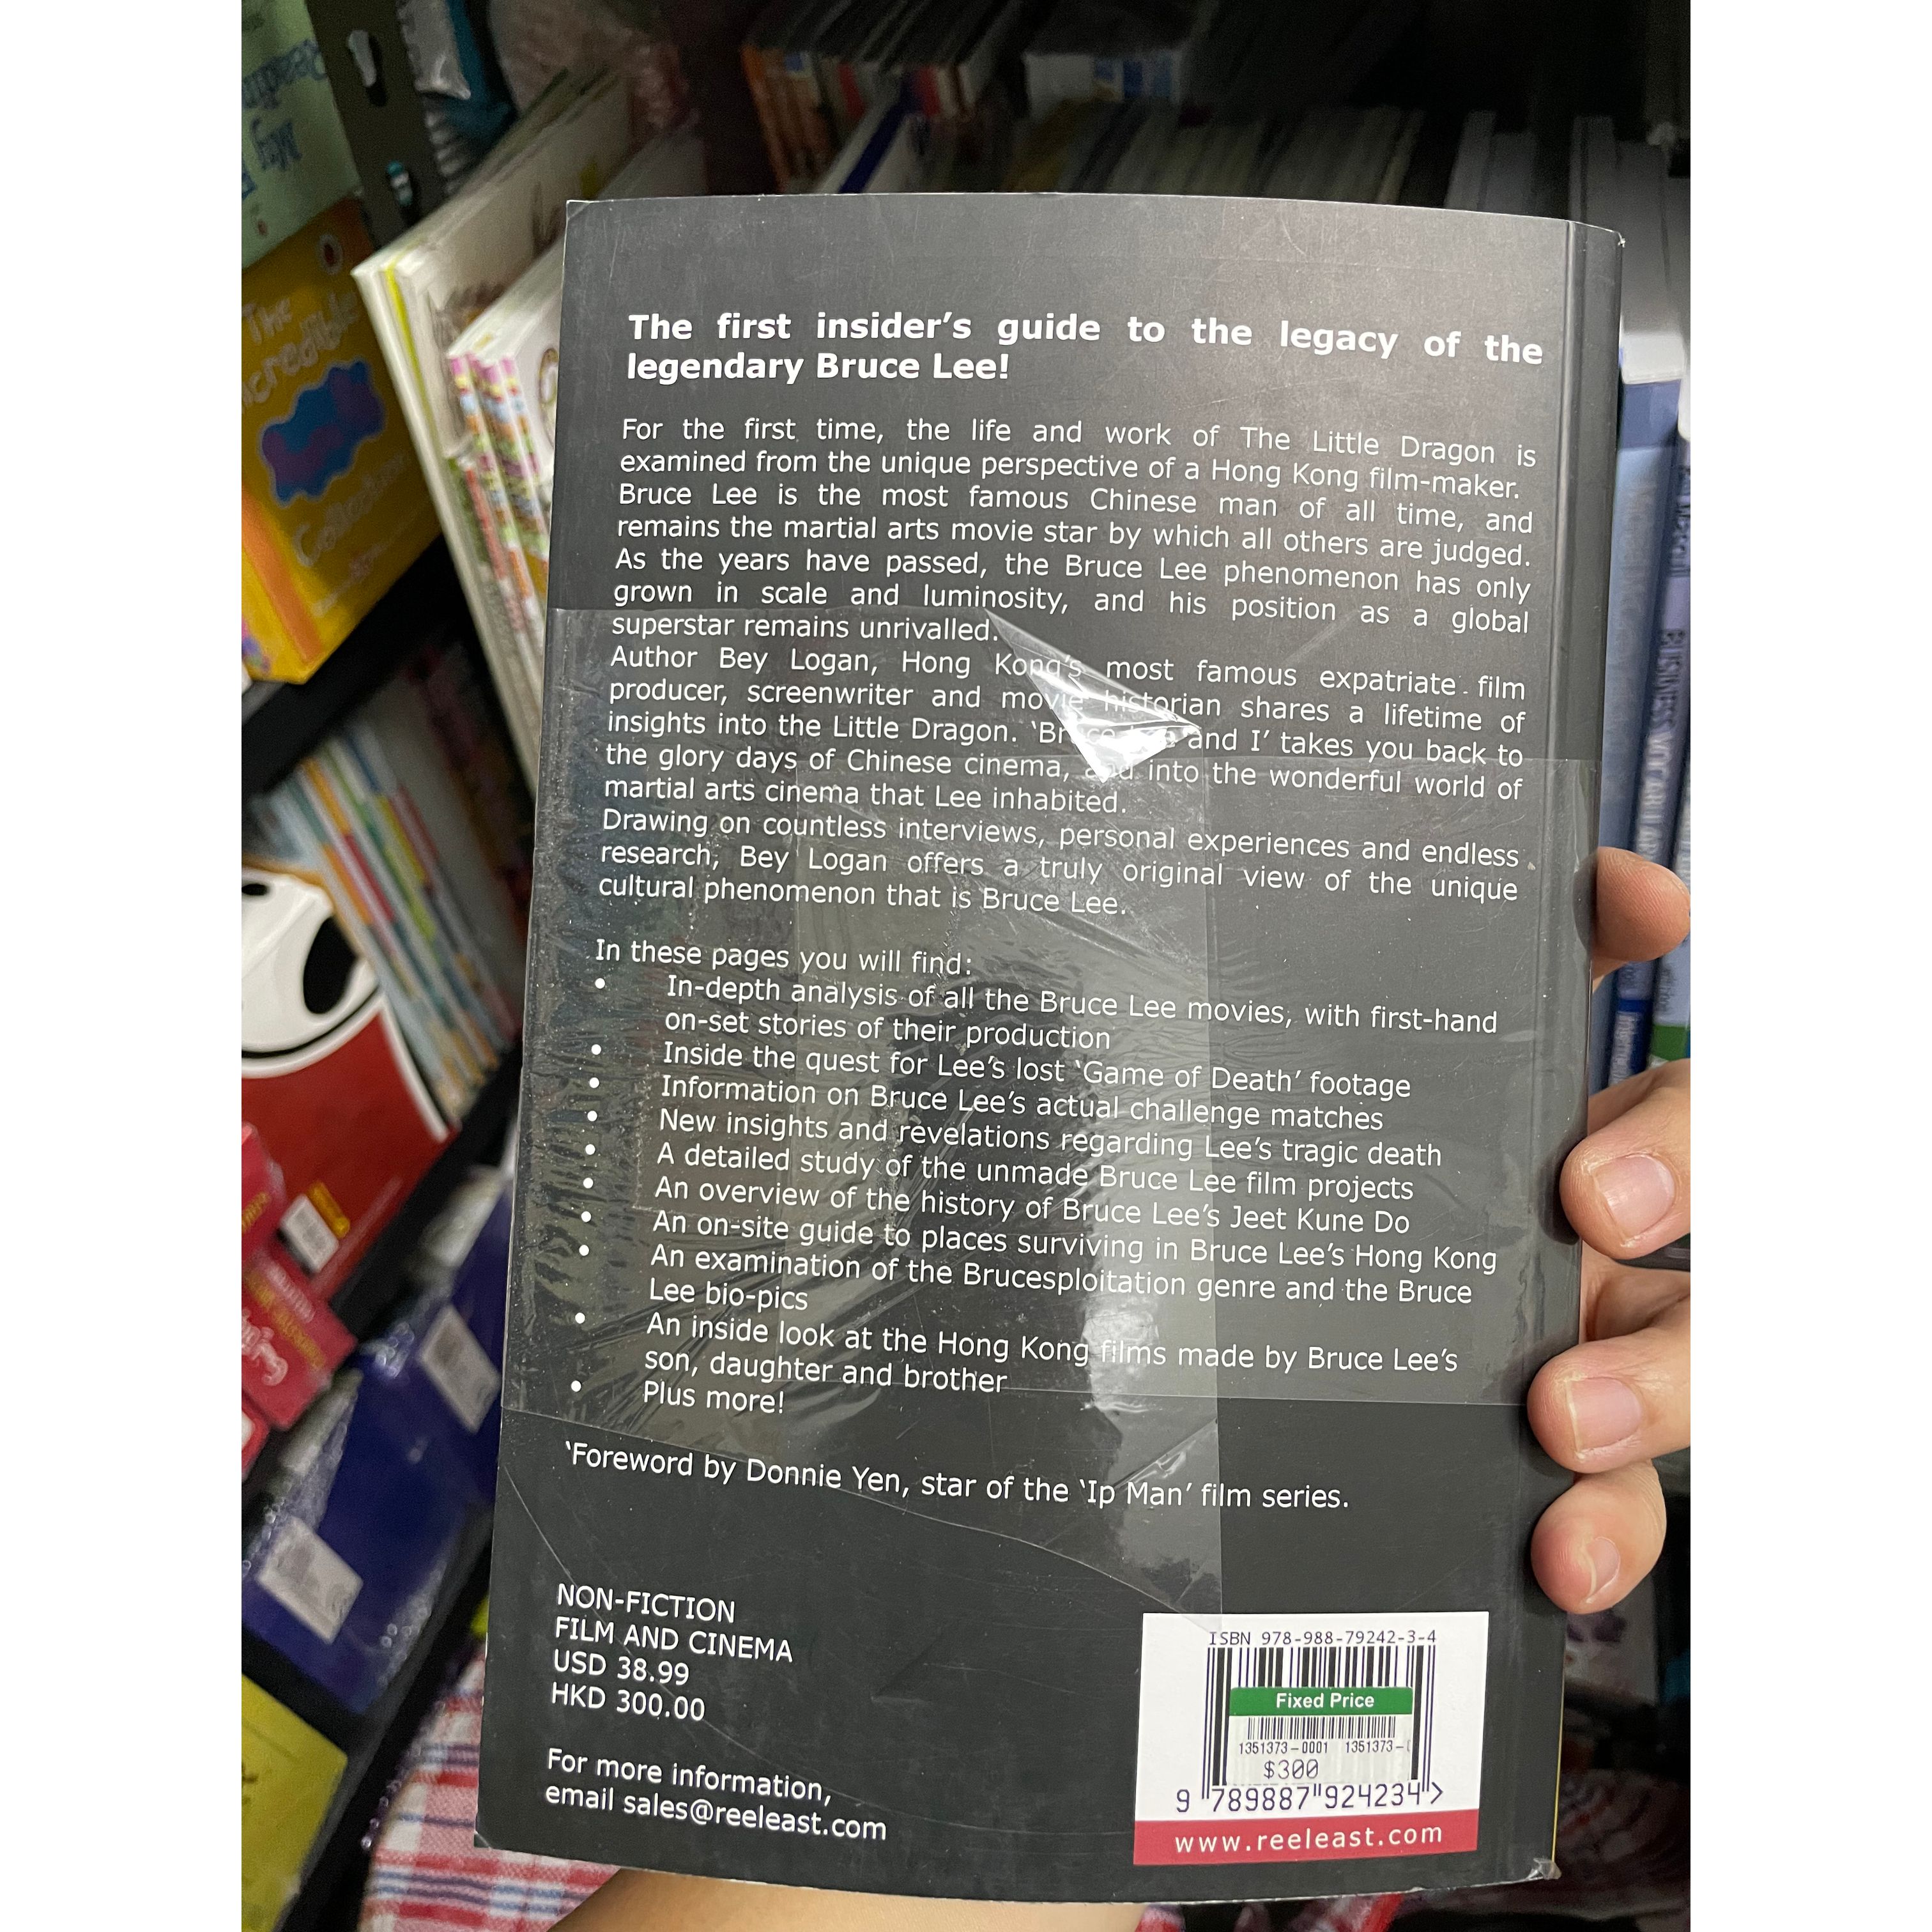 The first insider's guide to the legacy of the
legendary Bruce Lee!
For the first time, the life and work of The Little Dragon is
examined from the unique perspective of a Hong Kong film-maker.
Bruce Lee is the most famous Chinese man of all time, and
remains the martial arts movie star by which all others are judged.
As the years have passed, the Bruce Lee phenomenon has only
grown in scale and luminosity, and his position as a global
superstar remains unrivalled.
Author Bey Logan, Hong Kong's most famous expatriate film
producer, screenwriter and movie historian shares a lifetime of
insights into the Little Dragon. 'Bruce Lee and I' takes you back to
the glory days of Chinese cinema, and into the wonderful world of
martial arts cinema that Lee inhabited.
Drawing on countless interviews, personal experiences and endless
research, Bey Logan offers a truly original view of the unique
cultural phenomenon that is Bruce Lee.
In these pages you will find:
• In-depth analysis of all the Bruce Lee movies, with first-hand
on-set stories of their production
• Inside the quest for Lee's lost 'Game of Death' footage
• Information on Bruce Lee's actual challenge matches
• New insights and revelations regarding Lee's tragic death
• A detailed study of the unmade Bruce Lee film projects
• An overview of the history of Bruce Lee's Jeet Kune Do
• An on-site guide to places surviving in Bruce Lee's Hong Kong
• An examination of the Brucesploitation genre and the Bruce
Lee bio-pics
• An inside look at the Hong Kong films made by Bruce Lee's
son, daughter and brother
• Plus more!
'Foreword by Donnie Yen, star of the 'Ip Man' film series.
NON-FICTION
FILM AND CINEMA
USD 38.99
HKD 300.00
For more information,
email sales@reeleast.com
ISBN 978-988-79242-3-4
Fixed Price
1351373-0001 1351373-
$300
9 789887 924234 >
www.reeleast.com
The
Incredible
Collection
My